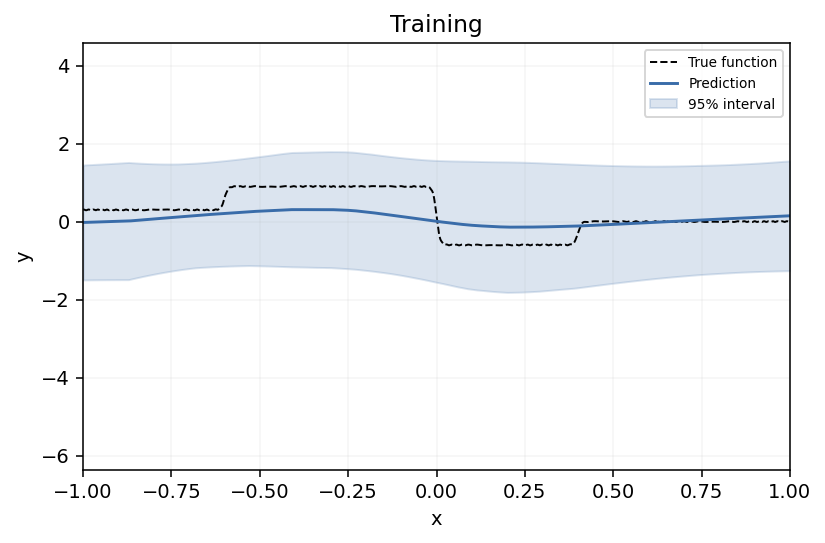 Training
True function
Prediction
95% interval
4
2
0
−2
−4
−6
y
−1.00 −0.75 −0.50 −0.25 0.00 0.25 0.50 0.75 1.00
x